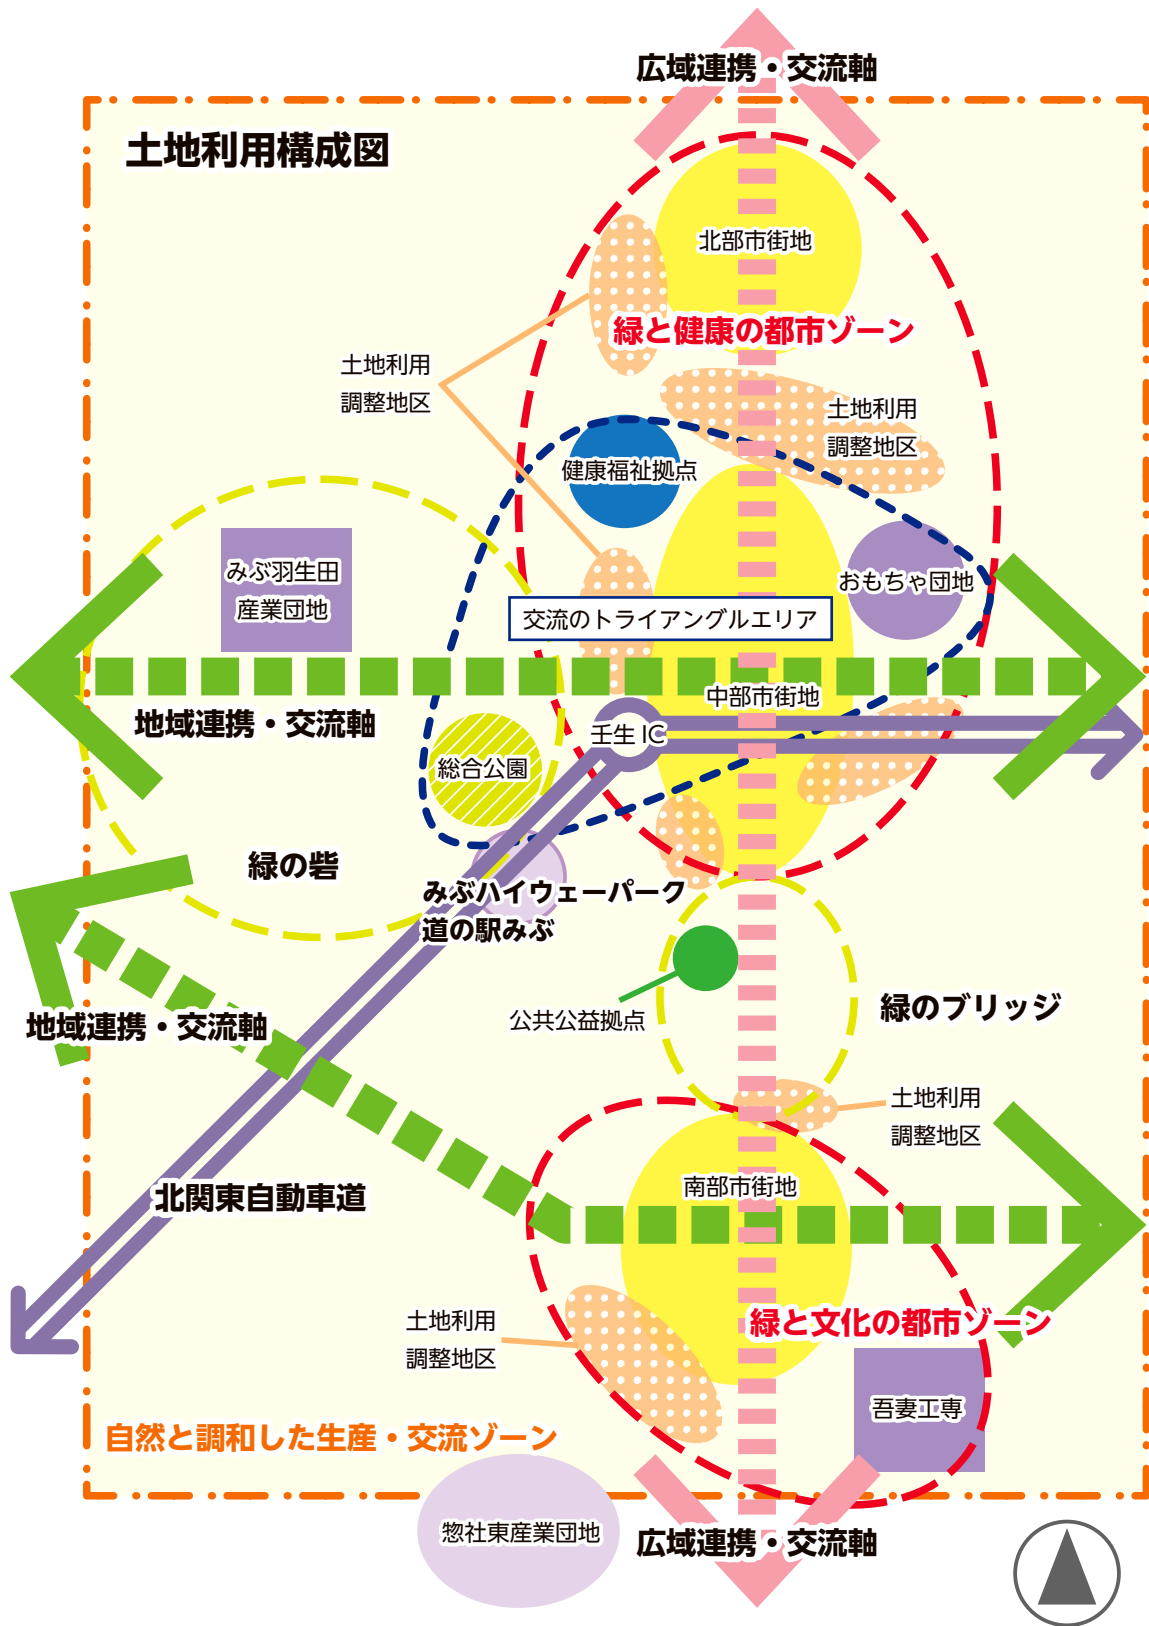 広域連携・交流軸
土地利用構成図
北部市街地
緑と健康の都市ゾーン
土地利用
調整地区
土地利用
調整地区
健康福祉拠点
みぶ羽生田
産業団地
おもちゃ団地
交流のトライアングルエリア
中部市街地
地域連携・交流軸
壬生 IC
総合公園
緑の砦
みぶハイウェーパーク
道の駅みぶ
公共公益拠点
緑のブリッジ
地域連携・交流軸
土地利用
調整地区
北関東自動車道
南部市街地
土地利用
調整地区
緑と文化の都市ゾーン
吾妻工専
自然と調和した生産・交流ゾーン
惣社東産業団地
広域連携・交流軸